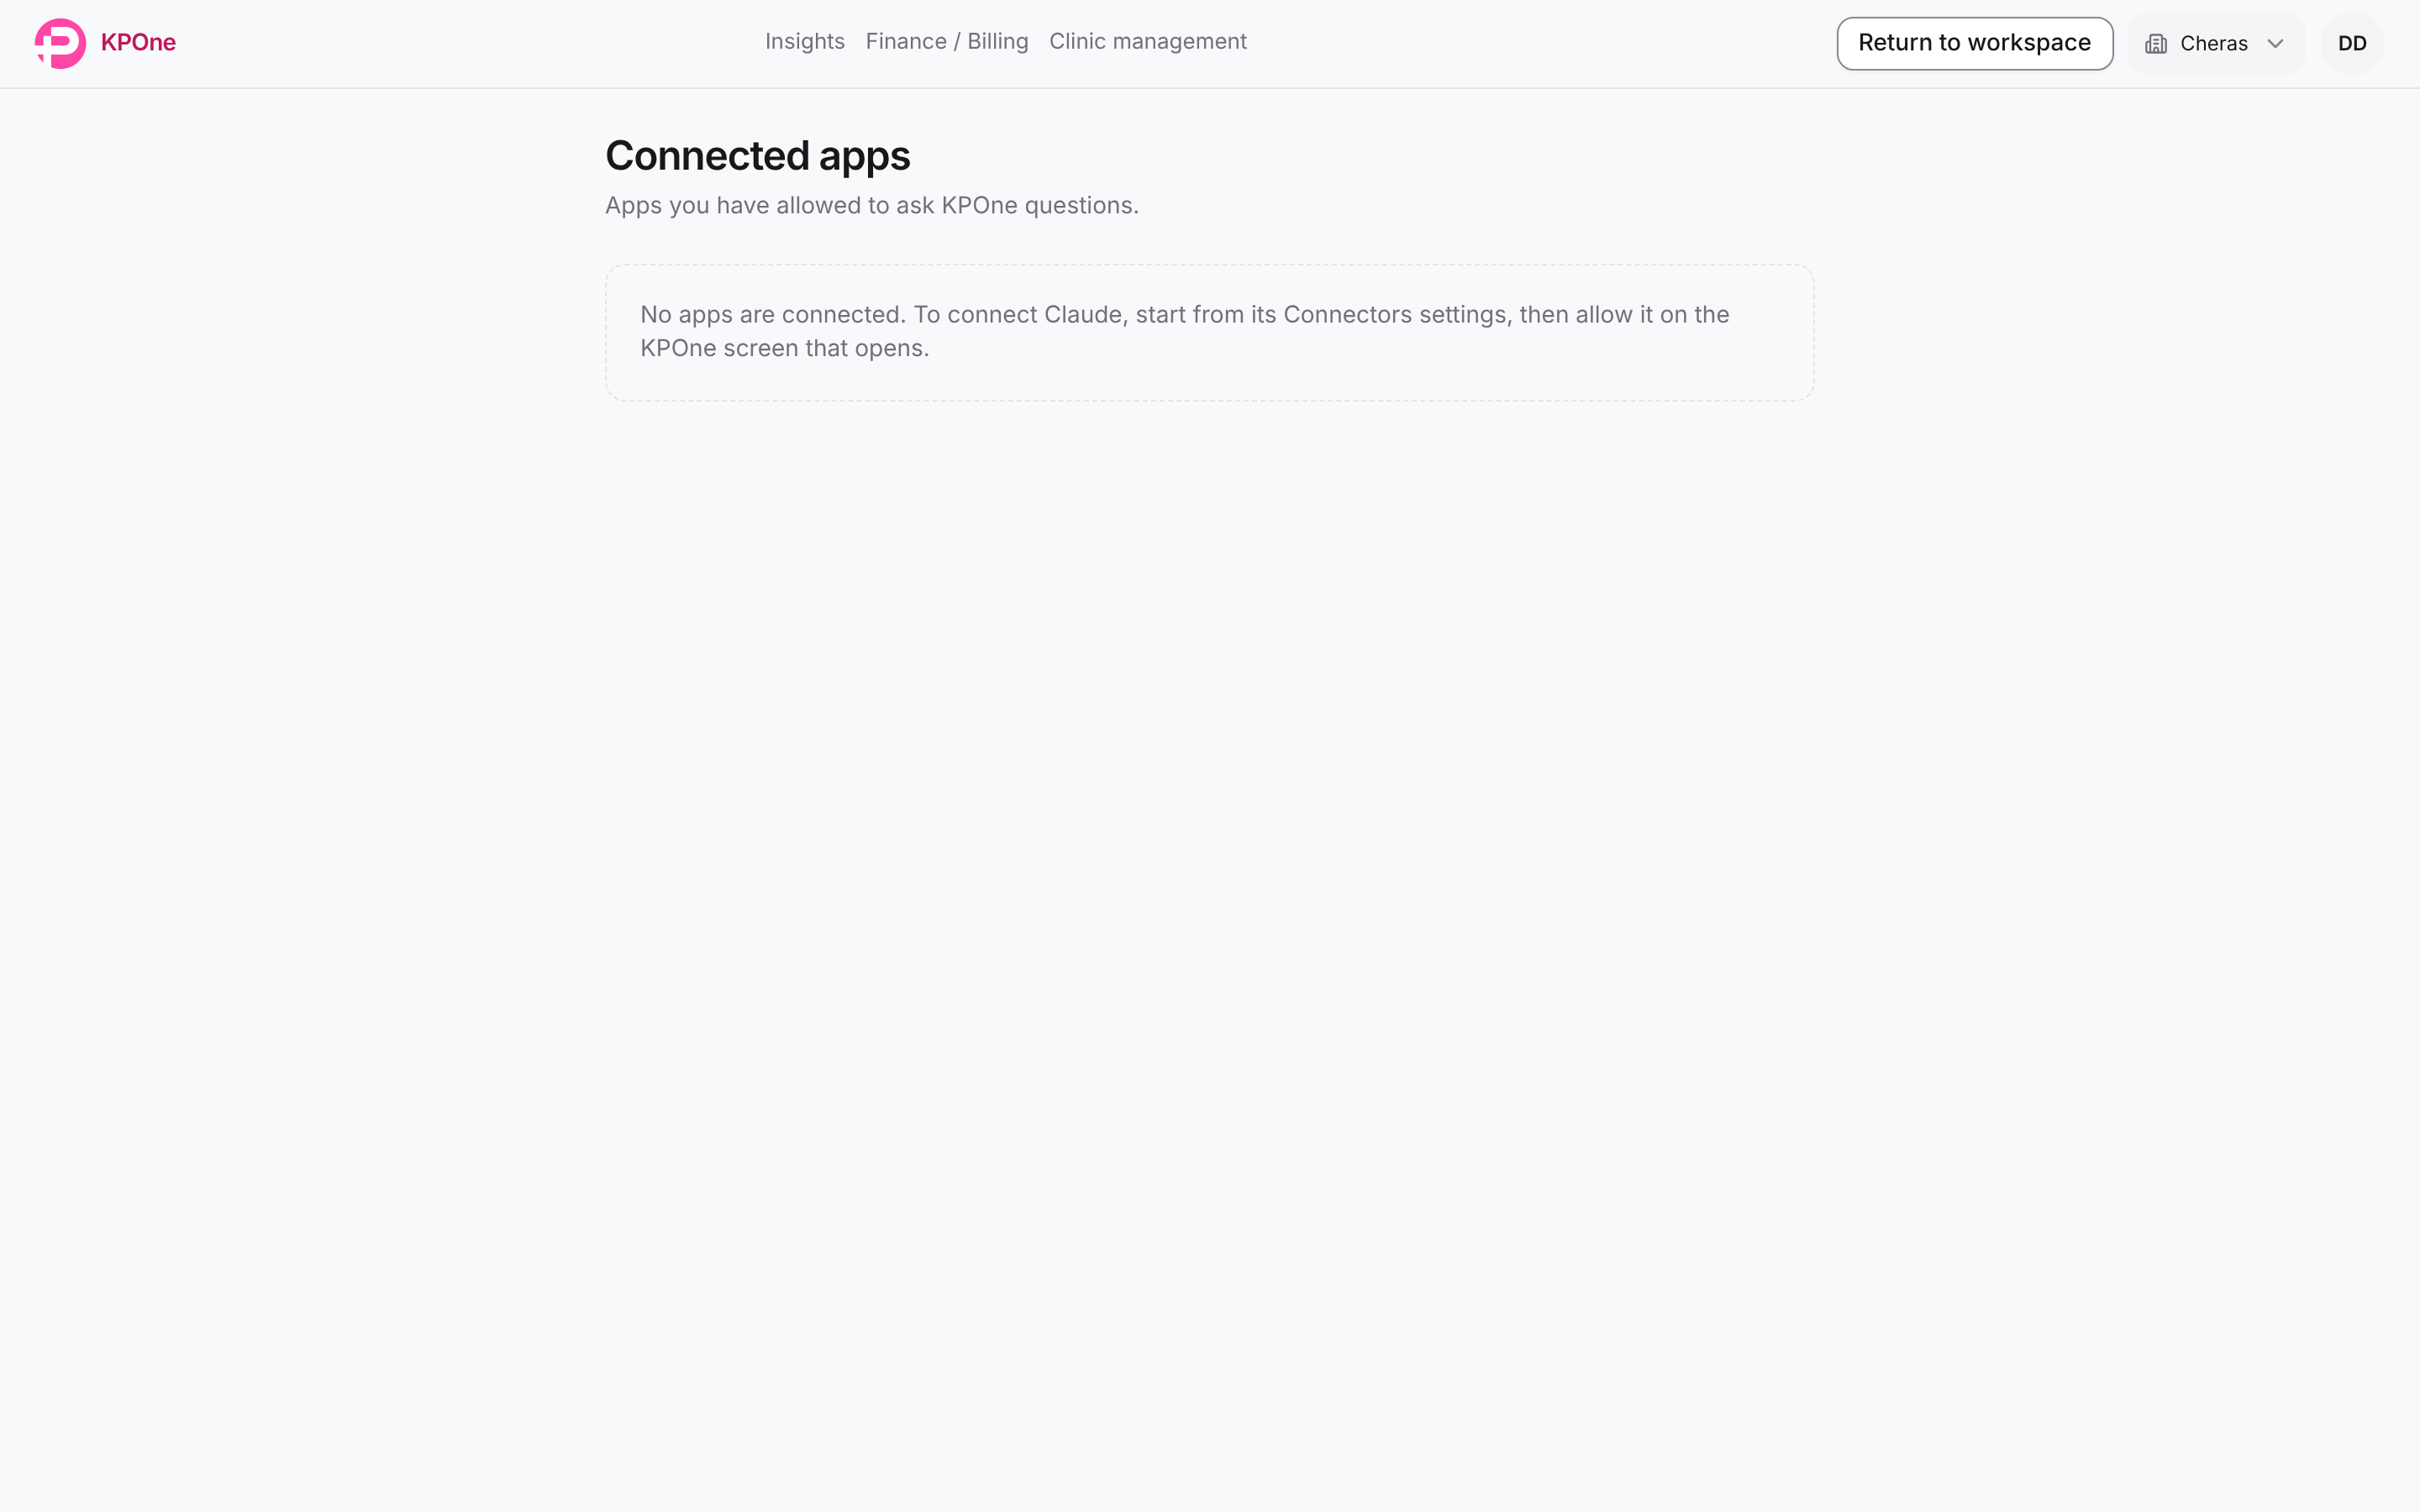 KPOne
Insights
Finance / Billing
Clinic management
Return to workspace
Cheras
DD
Connected apps
Apps you have allowed to ask KPOne questions.
No apps are connected. To connect Claude, start from its Connectors settings, then allow it on the
KPOne screen that opens.